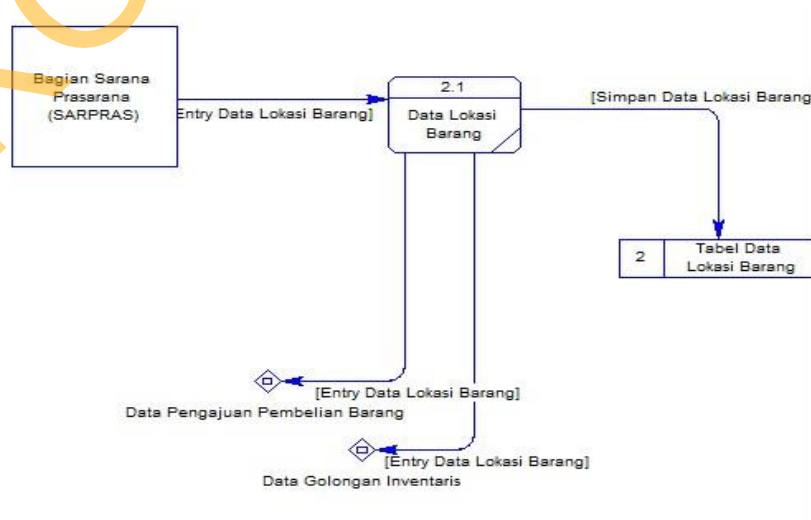 Bagian Sarana
Prasarana
(SARPRAS)
Entry Data Lokasi Barang]
2.1
Data Lokasi
Barang
[Simpan Data Lokasi Barang
2
Tabel Data
Lokasi Barang
[Entry Data Lokasi Barang]
Data Pengajuan Pembelian Barang
[Entry Data Lokasi Barang]
Data Golongan Inventaris